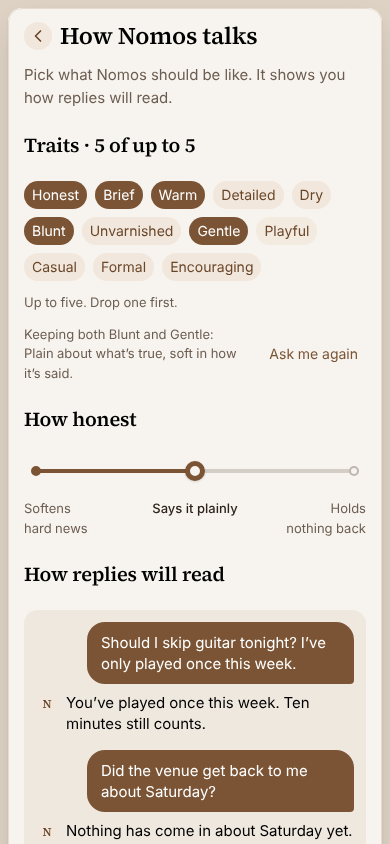 How Nomos talks
Pick what Nomos should be like. It shows you
how replies will read.
Traits · 5 of up to 5
Honest Brief Warm Detailed Dry
Blunt Unvarnished Gentle Playful
Casual Formal Encouraging
Up to five. Drop one first.
Keeping both Blunt and Gentle:
Plain about what’s true, soft in how
it’s said.
Ask me again
How honest
Softens
hard news
Says it plainly
Holds
nothing back
How replies will read
Should I skip guitar tonight? I’ve
only played once this week.
N
You’ve played once this week. Ten
minutes still counts.
Did the venue get back to me
about Saturday?
N
Nothing has come in about Saturday yet.